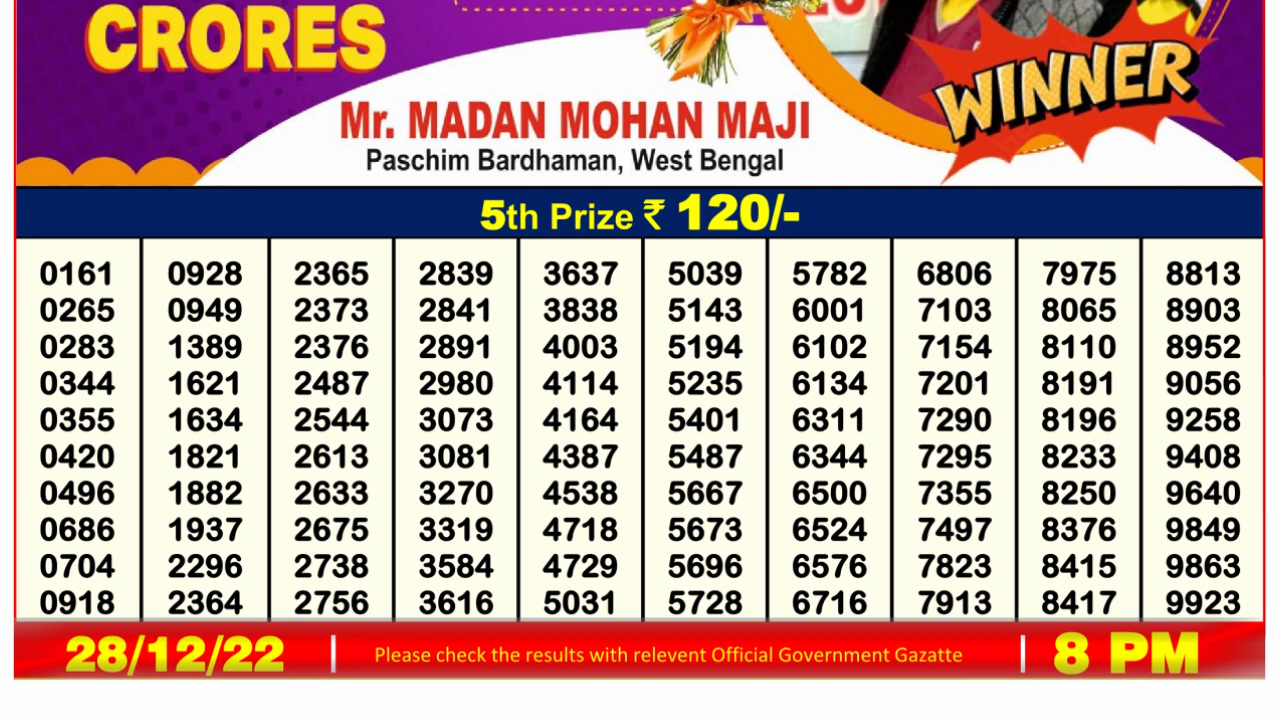 CRORES
WINNER
Mr. MADAN MOHAN MAJI
Paschim Bardhaman, West Bengal
5th Prize ₹ 120/-
0161 0928 2365 2839 3637 5039 5782 6806 7975 8813
0265 0949 2373 2841 3838 5143 6001 7103 8065 8903
0283 1389 2376 2891 4003 5194 6102 7154 8110 8952
0344 1621 2487 2980 4114 5235 6134 7201 8191 9056
0355 1634 2544 3073 4164 5401 6311 7290 8196 9258
0420 1821 2613 3081 4387 5487 6344 7295 8233 9408
0496 1882 2633 3270 4538 5667 6500 7355 8250 9640
0686 1937 2675 3319 4718 5673 6524 7497 8376 9849
0704 2296 2738 3584 4729 5696 6576 7823 8415 9863
0918 2364 2756 3616 5031 5728 6716 7913 8417 9923
28/12/22 Please check the results with relevent Official Government Gazatte 8 PM